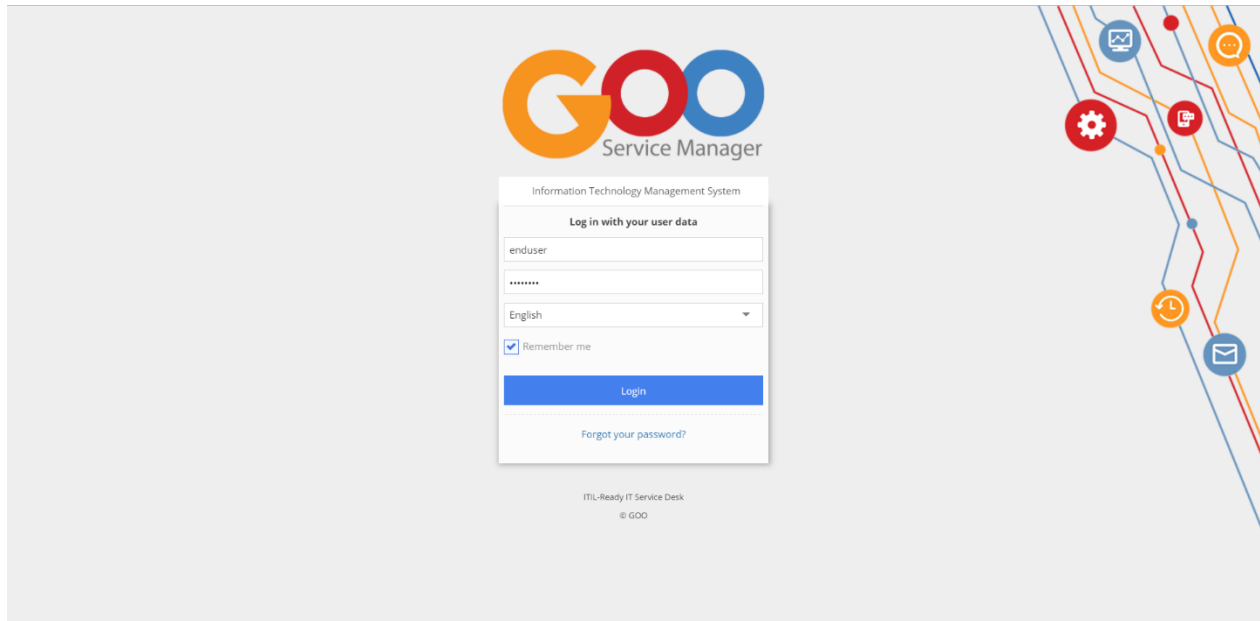 GOO
Service Manager
Information Technology Management System
Log in with your user data
enduser
••••••••
English
Remember me
Login
Forgot your password?
ITIL-Ready IT Service Desk
© GOO